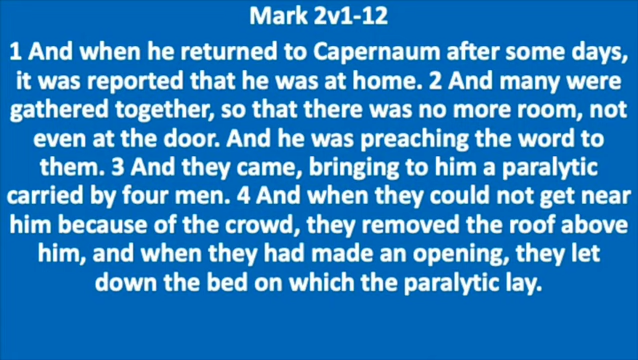 Mark 2v1-12
1 And when he returned to Capernaum after some days,
it was reported that he was at home. 2 And many were
gathered together, so that there was no more room, not
even at the door. And he was preaching the word to
them. 3 And they came, bringing to him a paralytic
carried by four men. 4 And when they could not get near
him because of the crowd, they removed the roof above
him, and when they had made an opening, they let
down the bed on which the paralytic lay.